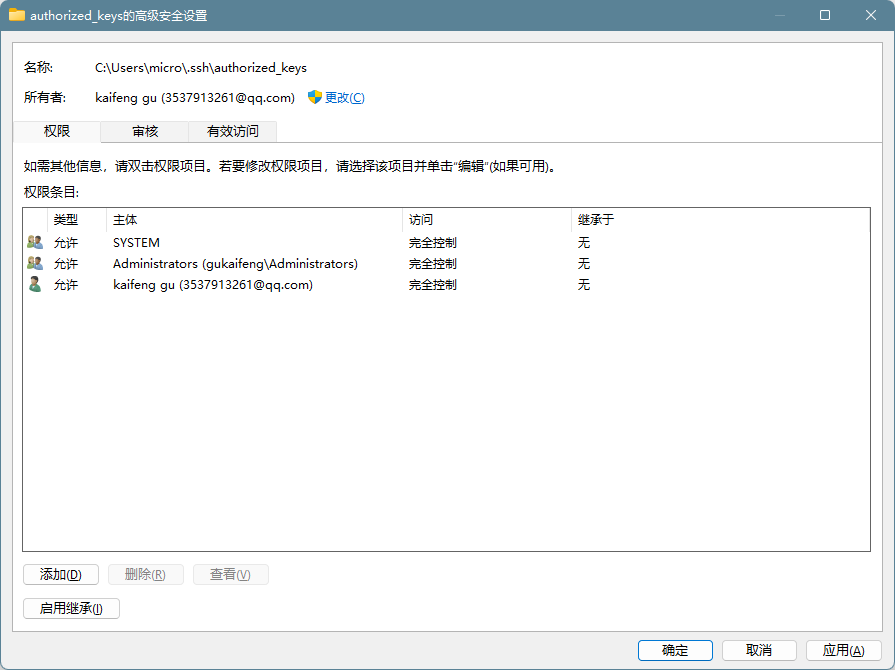 authorized_keys的高级安全设置
名称: C:\Users\micro\.ssh\authorized_keys
所有者: kaifeng gu (3537913261@qq.com) 更改(C)
权限 审核 有效访问
如需其他信息，请双击权限项目。若要修改权限项目，请选择该项目并单击“编辑”(如果可用)。
权限条目:
类型 主体 访问 继承于
允许 SYSTEM 完全控制 无
允许 Administrators (gukaifeng\Administrators) 完全控制 无
允许 kaifeng gu (3537913261@qq.com) 完全控制 无
添加(D) 删除(R) 查看(V)
启用继承(I)
确定 取消 应用(A)